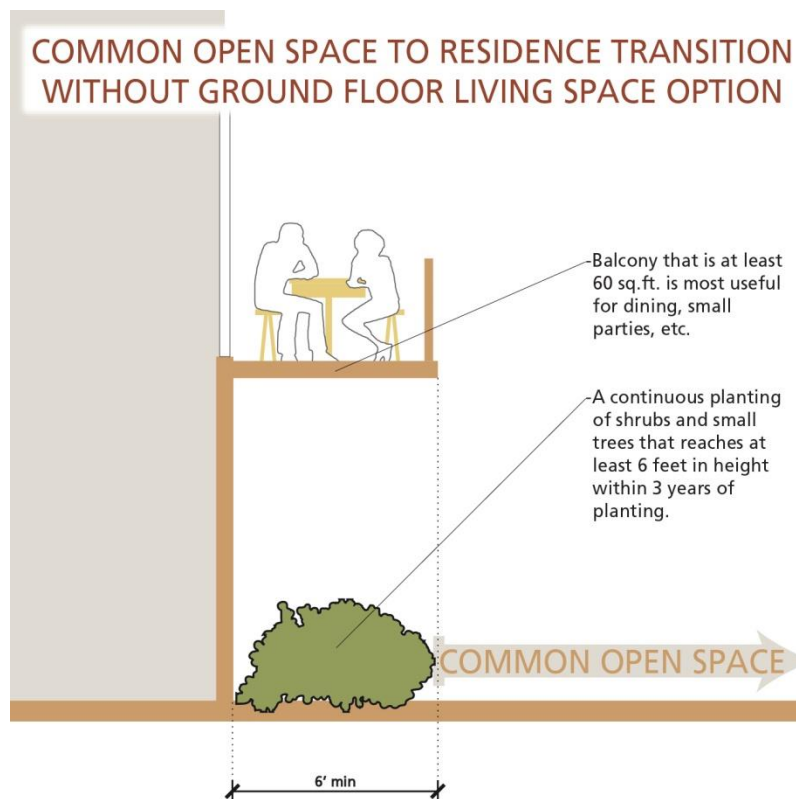 COMMON OPEN SPACE TO RESIDENCE TRANSITION
WITHOUT GROUND FLOOR LIVING SPACE OPTION
-Balcony that is at least
60 sq.ft. is most useful
for dining, small
parties, etc.
-A continuous planting
of shrubs and small
trees that reaches at
least 6 feet in height
within 3 years of
planting.
COMMON OPEN SPACE
6' min